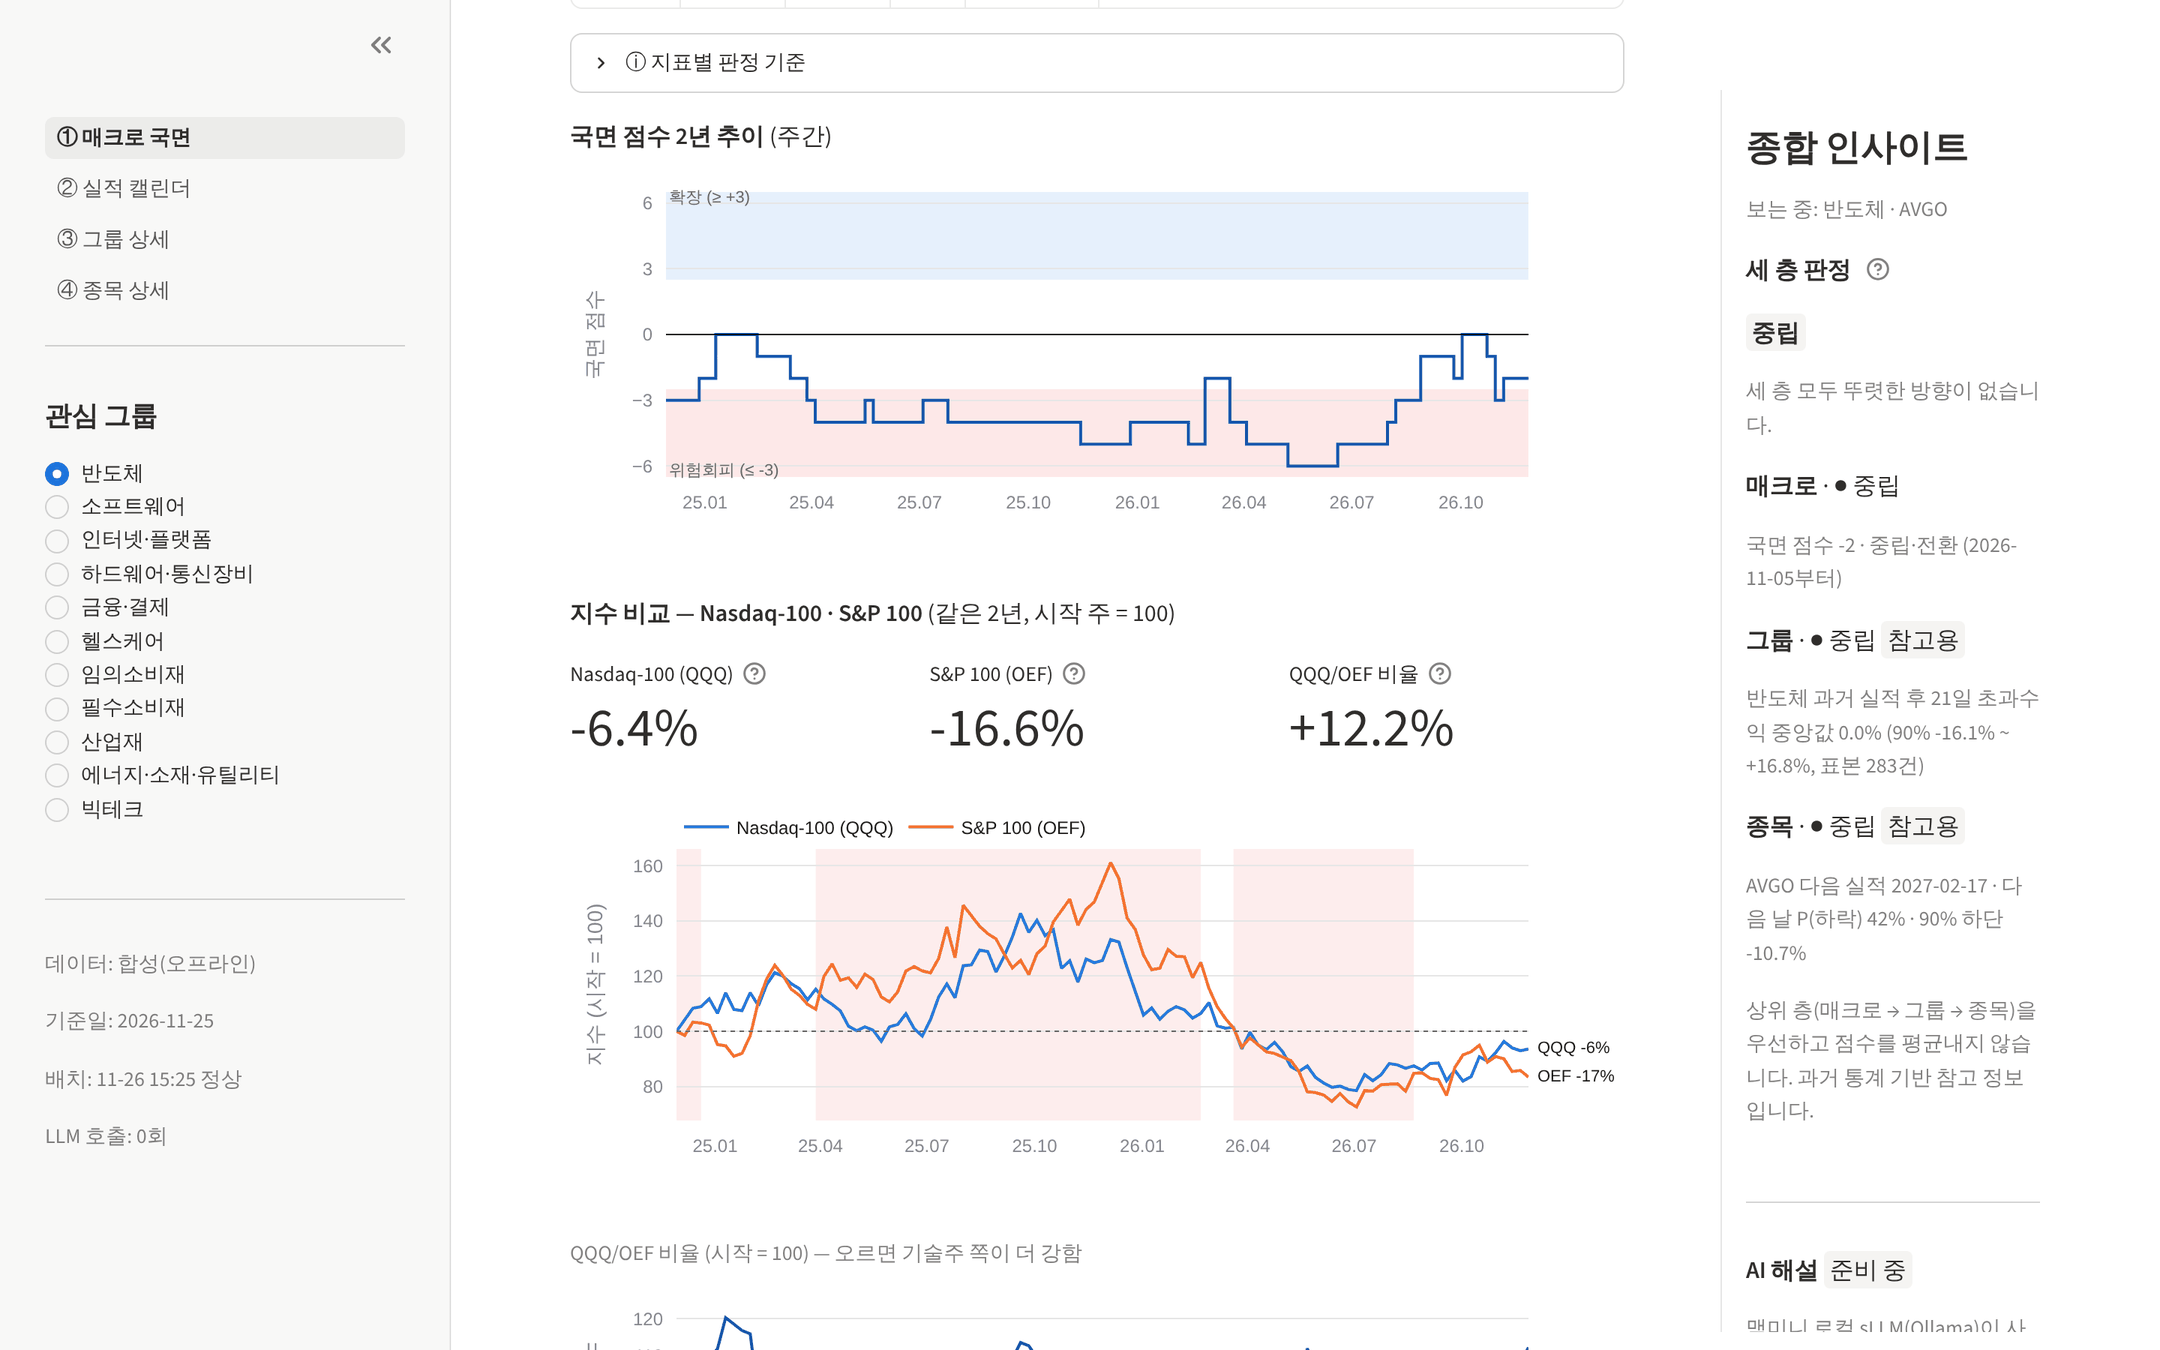 ① 매크로 국면
② 실적 캘린더
③ 그룹 상세
④ 종목 상세
관심 그룹
반도체
소프트웨어
인터넷·플랫폼
하드웨어·통신장비
금융·결제
헬스케어
임의소비재
필수소비재
산업재
에너지·소재·유틸리티
빅테크
데이터: 합성(오프라인)
기준일: 2026-11-25
배치: 11-26 15:25 정상
LLM 호출: 0회
ⓘ 지표별 판정 기준
국면 점수 2년 추이 (주간)
확장 (≥ +3)
위험회피 (≤ -3)
국면 점수
6
3
0
−3
−6
25.01 25.04 25.07 25.10 26.01 26.04 26.07 26.10
지수 비교 — Nasdaq-100 · S&P 100 (같은 2년, 시작 주 = 100)
Nasdaq-100 (QQQ)
-6.4%
S&P 100 (OEF)
-16.6%
QQQ/OEF 비율
+12.2%
Nasdaq-100 (QQQ) S&P 100 (OEF)
지수 (시작 = 100)
160
140
120
100
80
QQQ -6%
OEF -17%
25.01 25.04 25.07 25.10 26.01 26.04 26.07 26.10
QQQ/OEF 비율 (시작 = 100) — 오르면 기술주 쪽이 더 강함
120
종합 인사이트
보는 중: 반도체 · AVGO
세 층 판정
중립
세 층 모두 뚜렷한 방향이 없습니
다.
매크로 · ● 중립
국면 점수 -2 · 중립·전환 (2026-
11-05부터)
그룹 · ● 중립 참고용
반도체 과거 실적 후 21일 초과수
익 중앙값 0.0% (90% -16.1% ~
+16.8%, 표본 283건)
종목 · ● 중립 참고용
AVGO 다음 실적 2027-02-17 · 다
음 날 P(하락) 42% · 90% 하단
-10.7%
상위 층(매크로 → 그룹 → 종목)을
우선하고 점수를 평균내지 않습
니다. 과거 통계 기반 참고 정보
입니다.
AI 해설 준비 중
맥미니 로컬 sLLM(Ollama)이 사